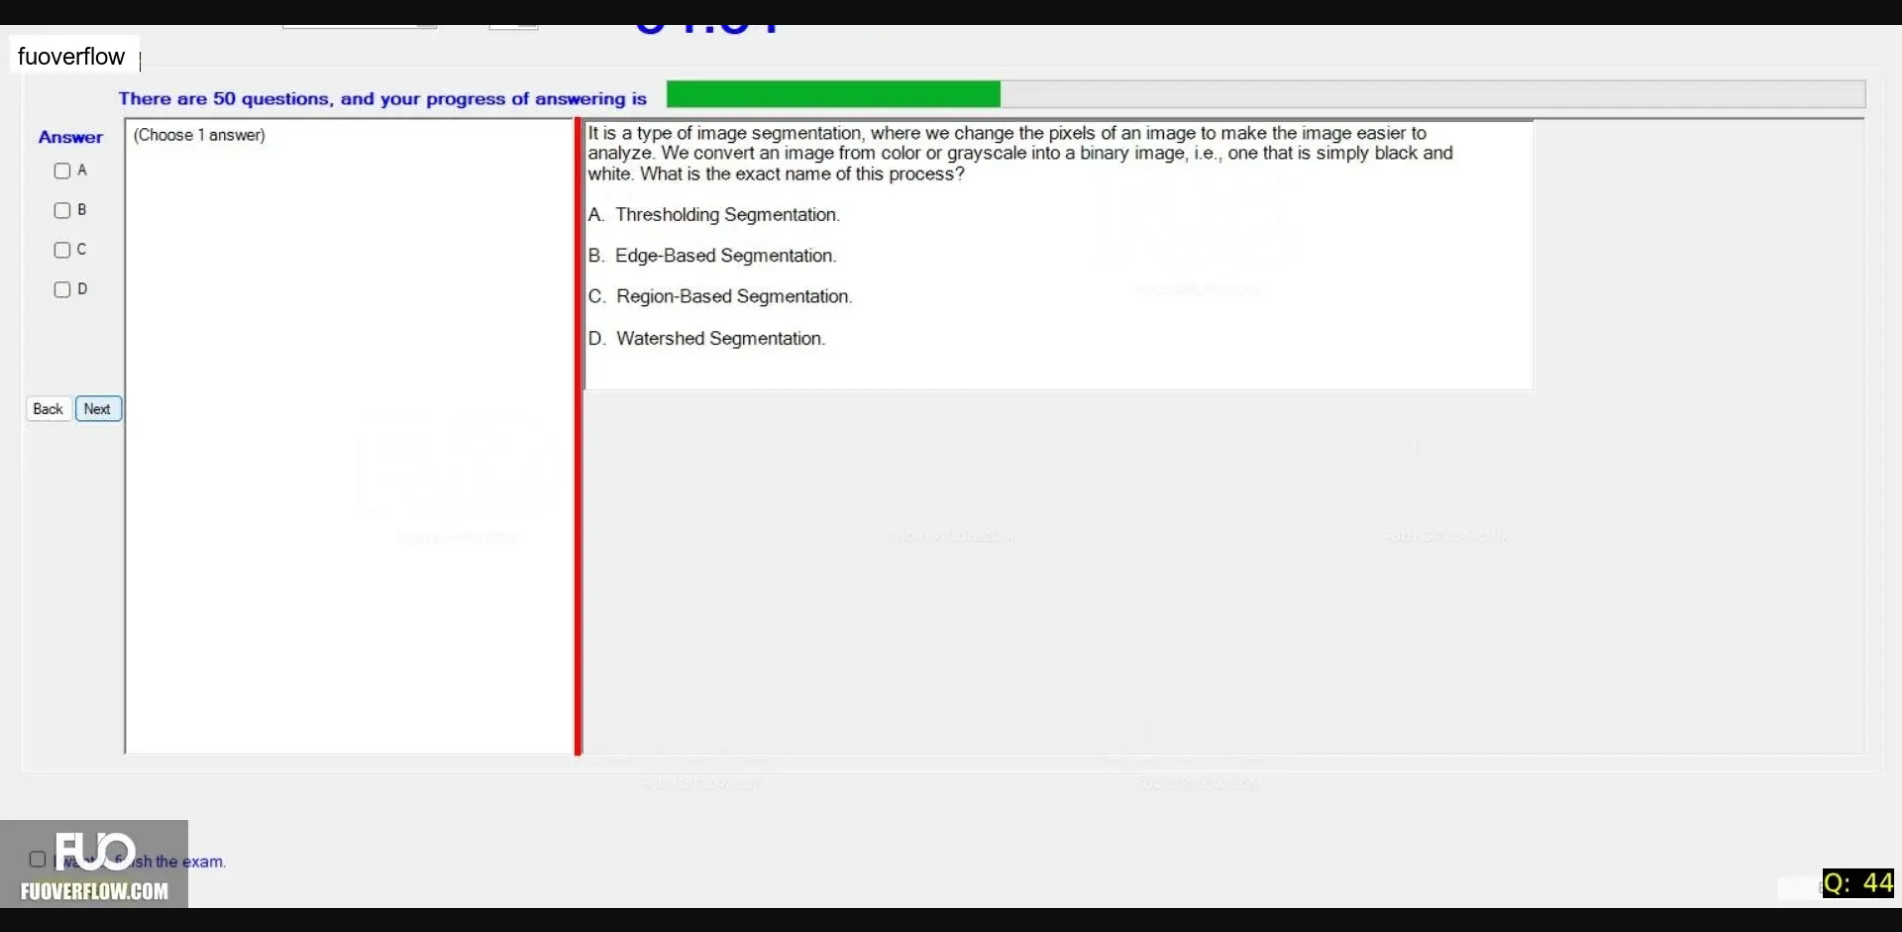 fuoverflow
There are 50 questions, and your progress of answering is
Answer
(Choose 1 answer)
A
B
C
D
Back
Next
It is a type of image segmentation, where we change the pixels of an image to make the image easier to
analyze. We convert an image from color or grayscale into a binary image, i.e., one that is simply black and
white. What is the exact name of this process?
A. Thresholding Segmentation.
B. Edge-Based Segmentation.
C. Region-Based Segmentation.
D. Watershed Segmentation.
the exam.
FUO
FUOVERFLOW.COM
Q: 44